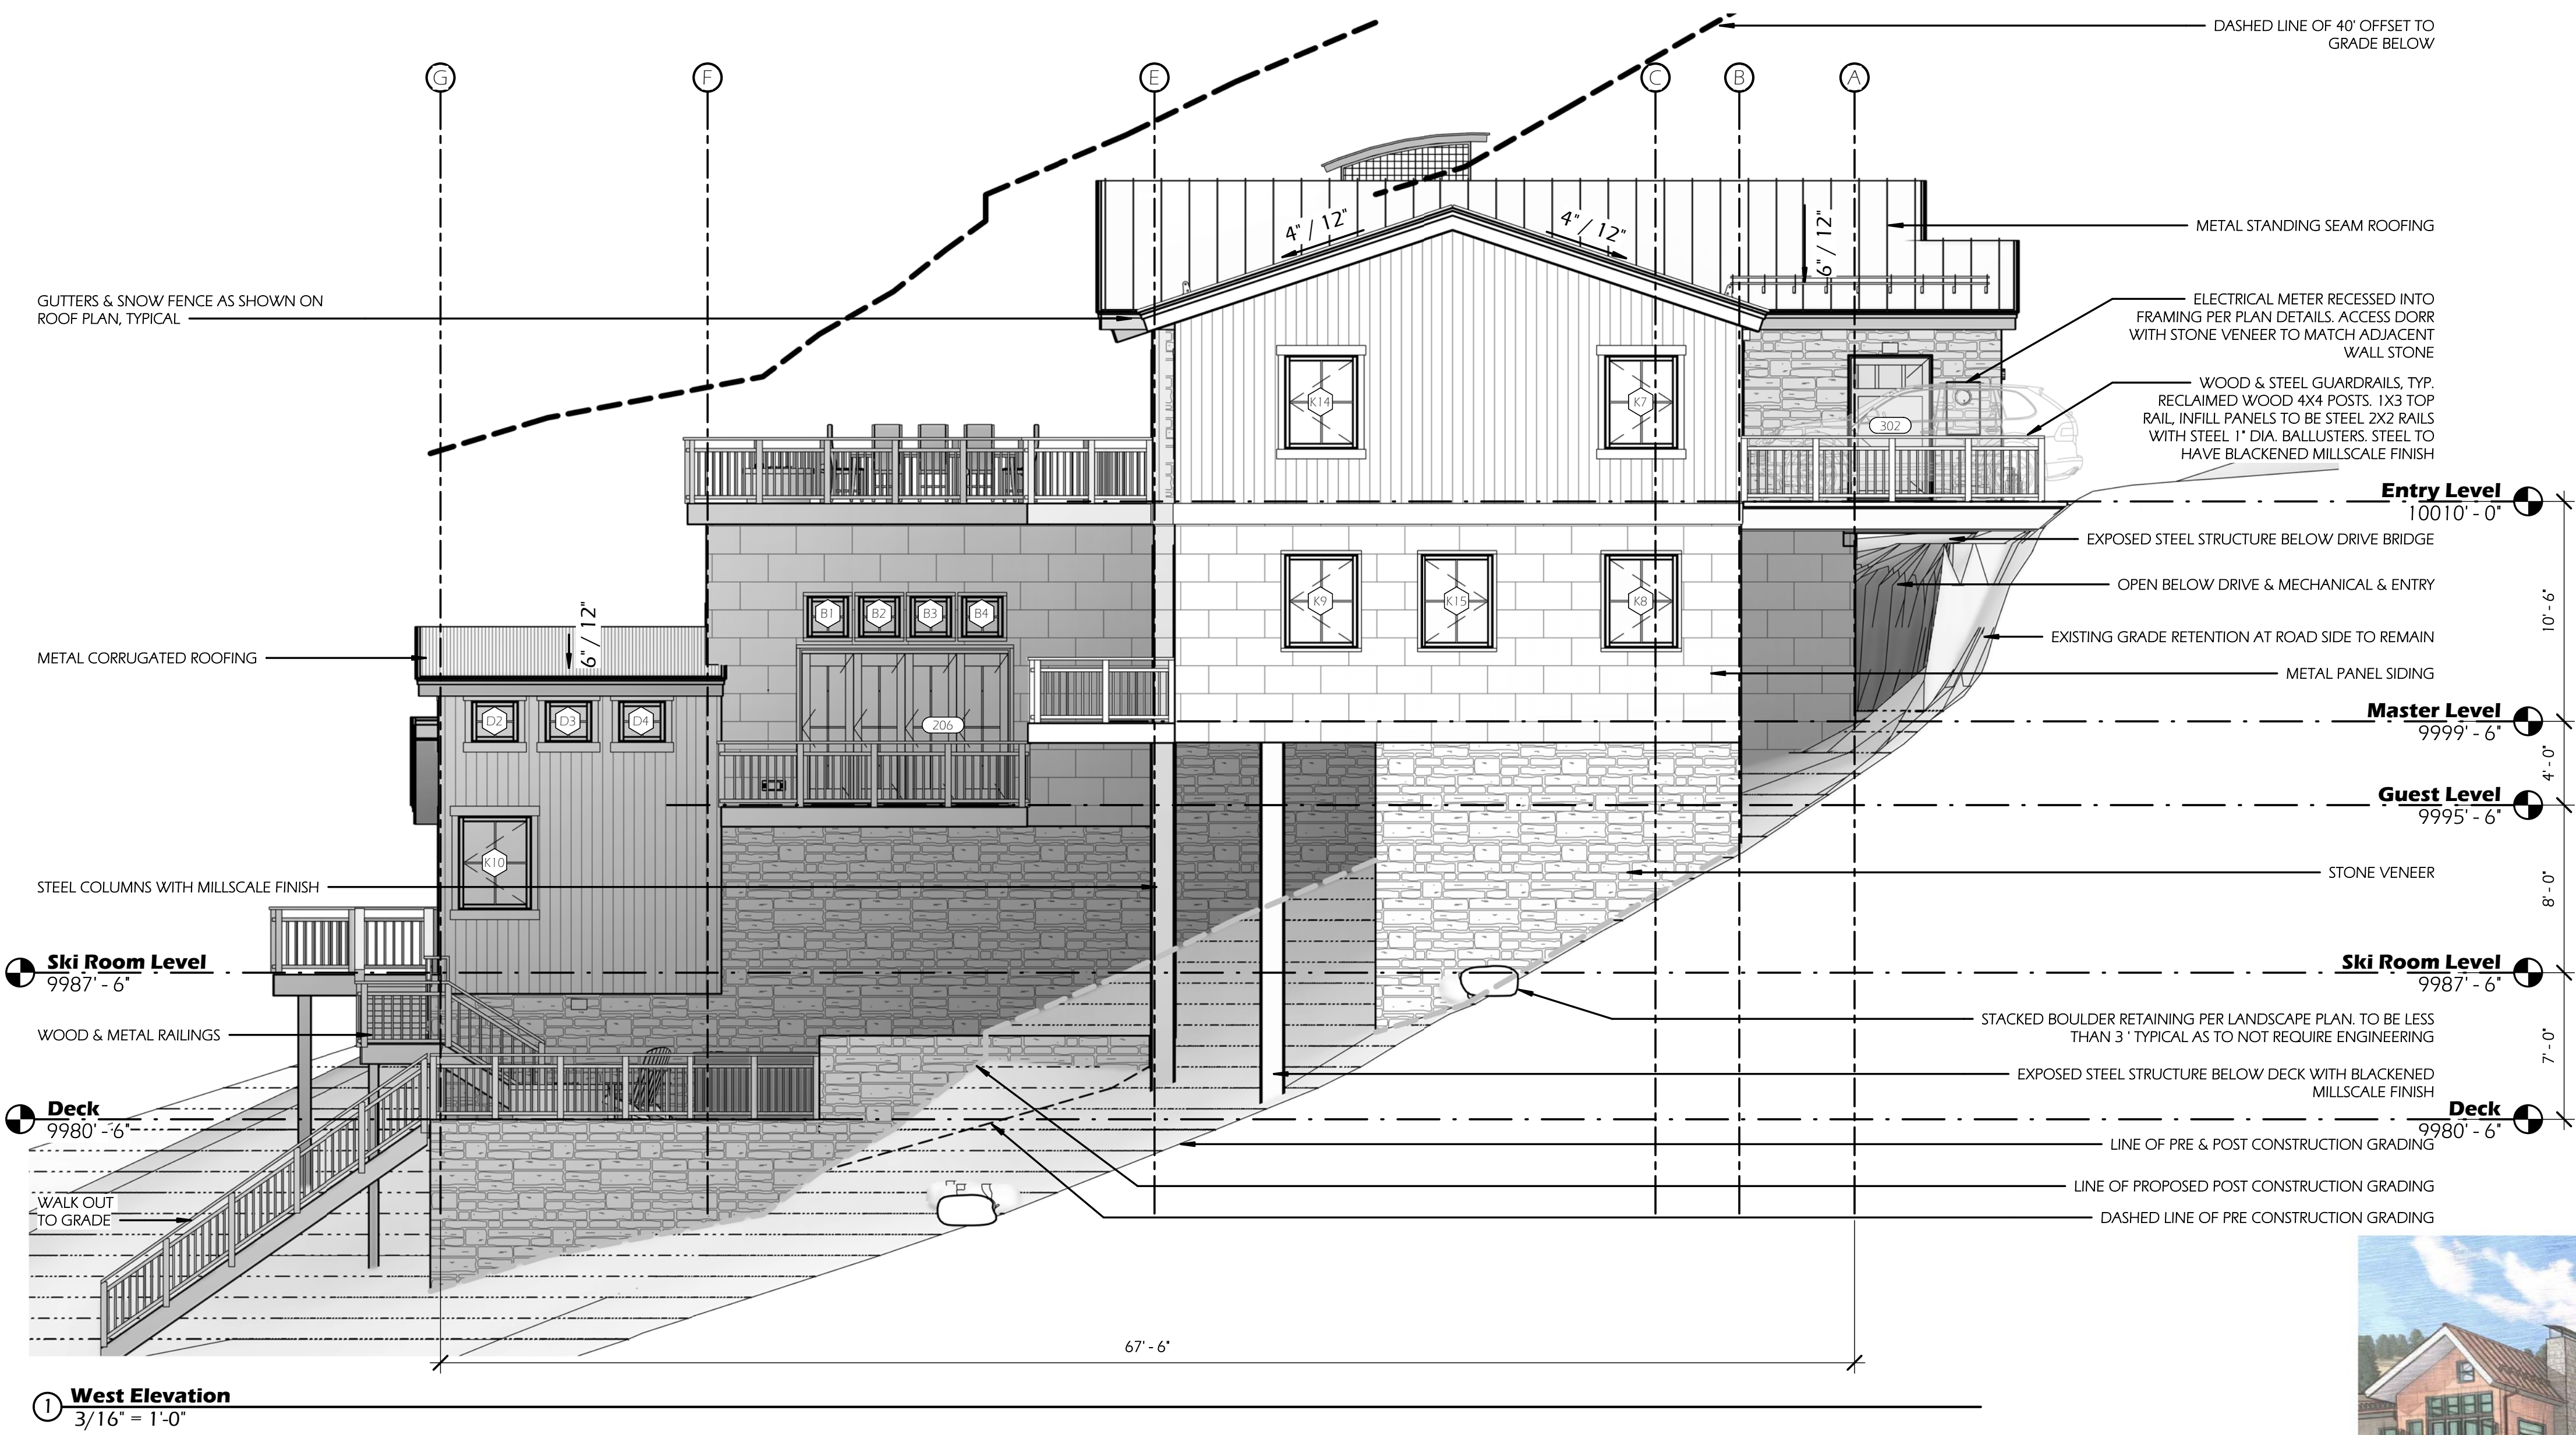 DASHED LINE OF 40' OFFSET TO
GRADE BELOW
G
F
E
C
B
A
4" / 12"
4" / 12"
6" / 12"
METAL STANDING SEAM ROOFING
GUTTERS & SNOW FENCE AS SHOWN ON
ROOF PLAN, TYPICAL
ELECTRICAL METER RECESSED INTO
FRAMING PER PLAN DETAILS. ACCESS DORR
WITH STONE VENEER TO MATCH ADJACENT
WALL STONE
WOOD & STEEL GUARDRAILS, TYP.
RECLAIMED WOOD 4X4 POSTS. 1X3 TOP
RAIL, INFILL PANELS TO BE STEEL 2X2 RAILS
WITH STEEL 1" DIA. BALLUSTERS. STEEL TO
HAVE BLACKENED MILLSCALE FINISH
K14
K7
302
Entry Level
10010' - 0"
EXPOSED STEEL STRUCTURE BELOW DRIVE BRIDGE
OPEN BELOW DRIVE & MECHANICAL & ENTRY
10' - 6"
B1
B2
B3
B4
K9
K15
K8
EXISTING GRADE RETENTION AT ROAD SIDE TO REMAIN
6" / 12"
METAL CORRUGATED ROOFING
METAL PANEL SIDING
D2
D3
D4
206
Master Level
9999' - 6"
4' - 0"
Guest Level
9995' - 6"
K10
STEEL COLUMNS WITH MILLSCALE FINISH
STONE VENEER
8' - 0"
Ski Room Level
9987' - 6"
Ski Room Level
9987' - 6"
WOOD & METAL RAILINGS
STACKED BOULDER RETAINING PER LANDSCAPE PLAN. TO BE LESS
THAN 3 ' TYPICAL AS TO NOT REQUIRE ENGINEERING
7' - 0"
EXPOSED STEEL STRUCTURE BELOW DECK WITH BLACKENED
MILLSCALE FINISH
Deck
9980' - 6"
Deck
9980' - 6"
LINE OF PRE & POST CONSTRUCTION GRADING
LINE OF PROPOSED POST CONSTRUCTION GRADING
WALK OUT
TO GRADE
DASHED LINE OF PRE CONSTRUCTION GRADING
67' - 6"
1
West Elevation
3/16" = 1'-0"